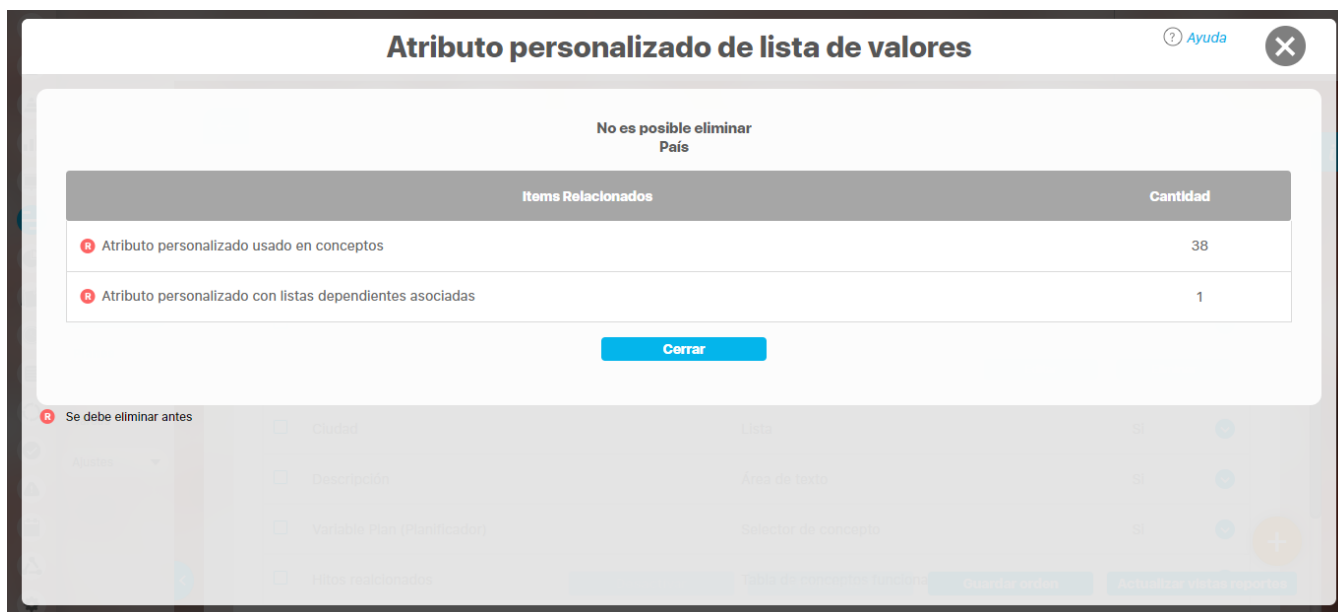 Atributo personalizado de lista de valores
? Ayuda
No es posible eliminar
País
Items Relacionados Cantidad
R Atributo personalizado usado en conceptos 38
R Atributo personalizado con listas dependientes asociadas 1
Cerrar
R Se debe eliminar antes
Ciudad Lista Si
Descripción Área de texto Si
Variable Plan (Planificador) Selector de concepto Si
Hitos